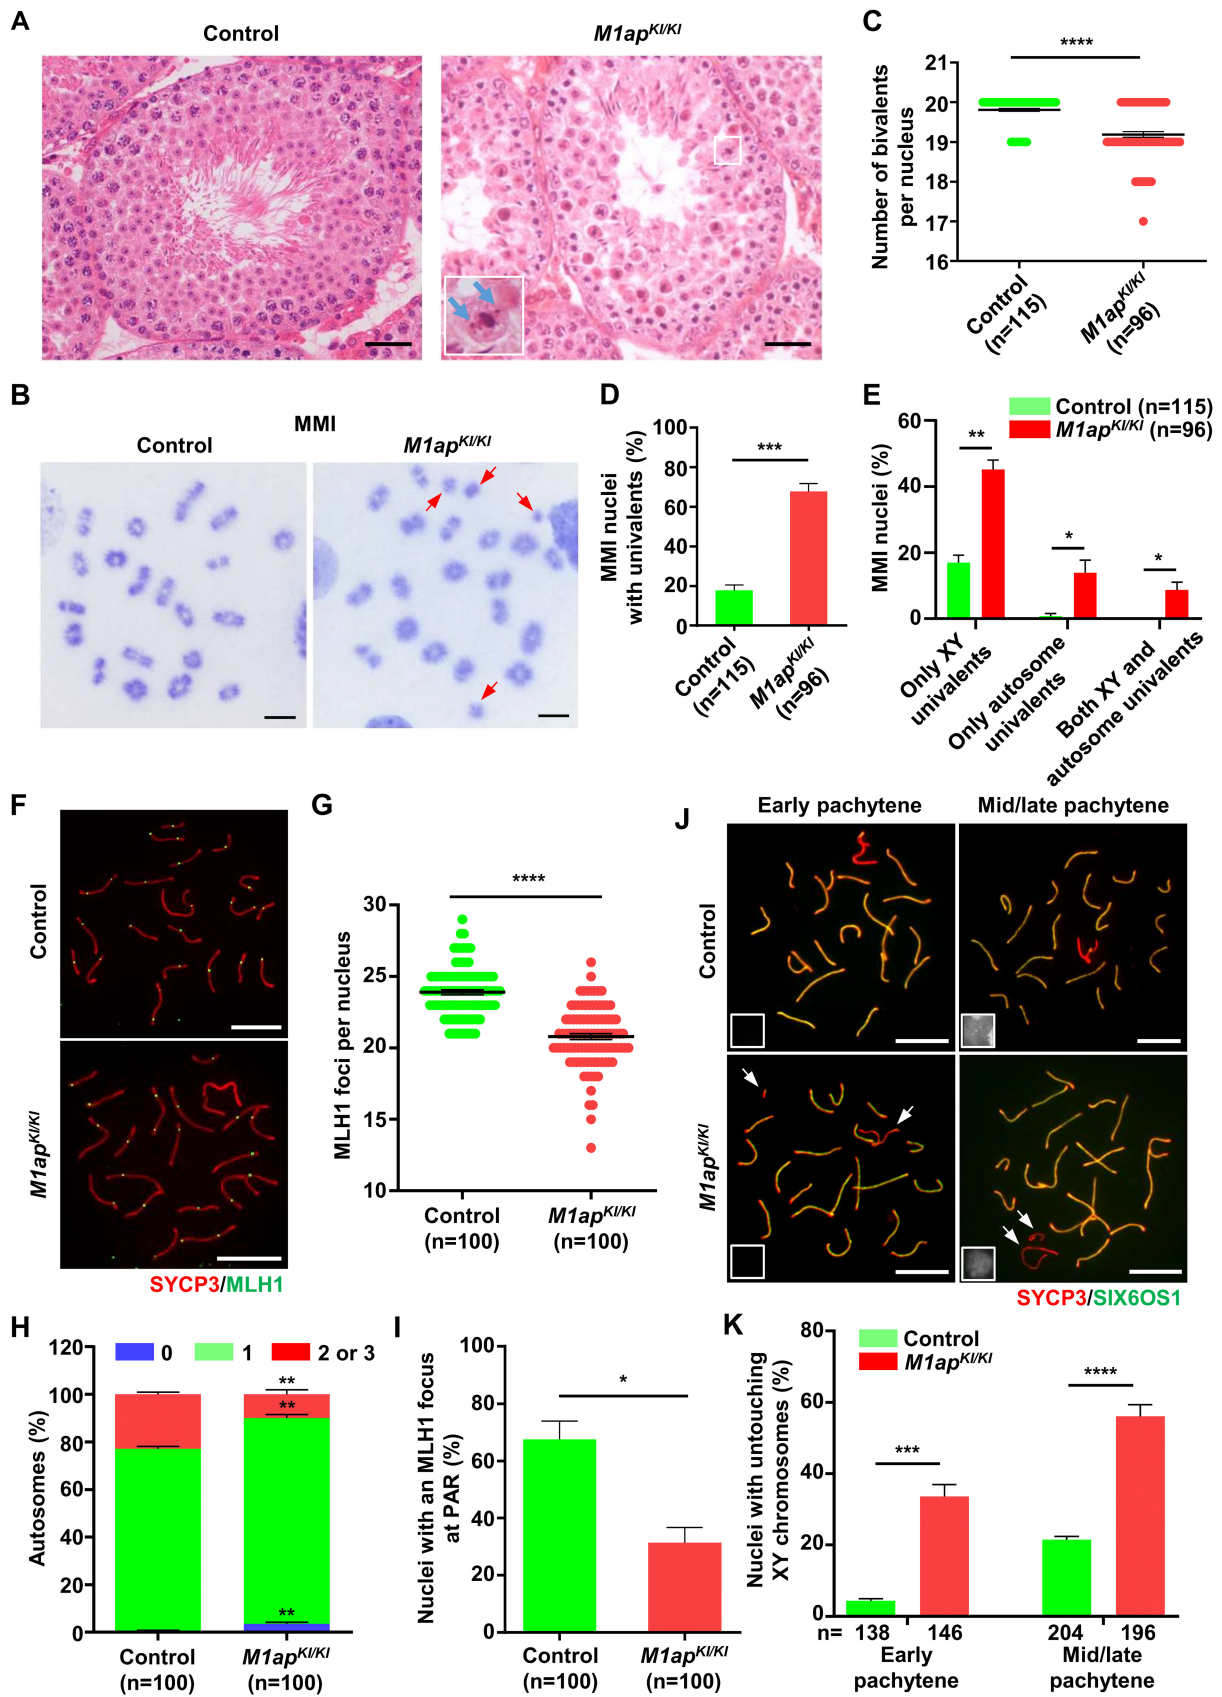 A
Control
M1ap^KI/KI
B
MMI
Control
M1ap^KI/KI
C
****
Number of bivalents
per nucleus
21
20
19
18
17
16
Control
(n=115)
M1ap^KI/KI
(n=96)
D
***
MMI nuclei
with univalents (%)
100
80
60
40
20
0
Control
(n=115)
M1ap^KI/KI
(n=96)
E
Control (n=115)
M1ap^KI/KI (n=96)
MMI nuclei (%)
60
40
20
0
**
*
*
Only XY
univalents
Only autosome
univalents
Both XY and
autosome univalents
F
Control
M1ap^KI/KI
SYCP3/MLH1
G
****
MLH1 foci per nucleus
30
25
20
15
10
Control
(n=100)
M1ap^KI/KI
(n=100)
J
Early pachytene
Mid/late pachytene
Control
M1ap^KI/KI
SYCP3/SIX6OS1
H
0
1
2 or 3
Autosomes (%)
120
100
80
60
40
20
0
**
**
**
Control
(n=100)
M1ap^KI/KI
(n=100)
I
*
Nuclei with an MLH1 focus
at PAR (%)
100
80
60
40
20
0
Control
(n=100)
M1ap^KI/KI
(n=100)
K
Control
M1ap^KI/KI
Nuclei with untouching
XY chromosomes (%)
80
60
40
20
0
***
****
n= 138 146 204 196
Early
pachytene
Mid/late
pachytene